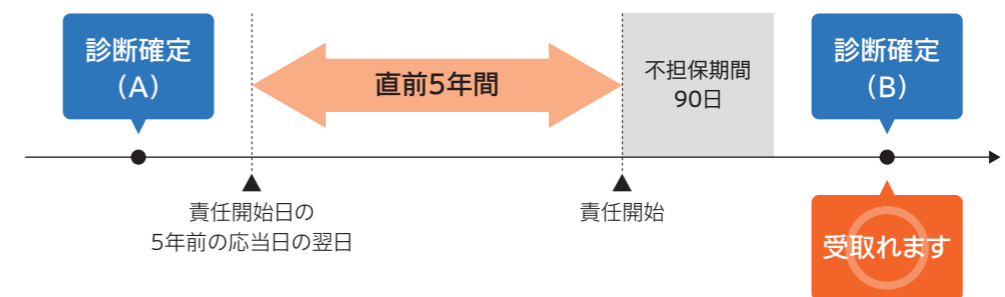 診断確定
（A）
直前5年間
不担保期間
90日
診断確定
（B）
責任開始日の
5年前の応当日の翌日
責任開始
受取れます